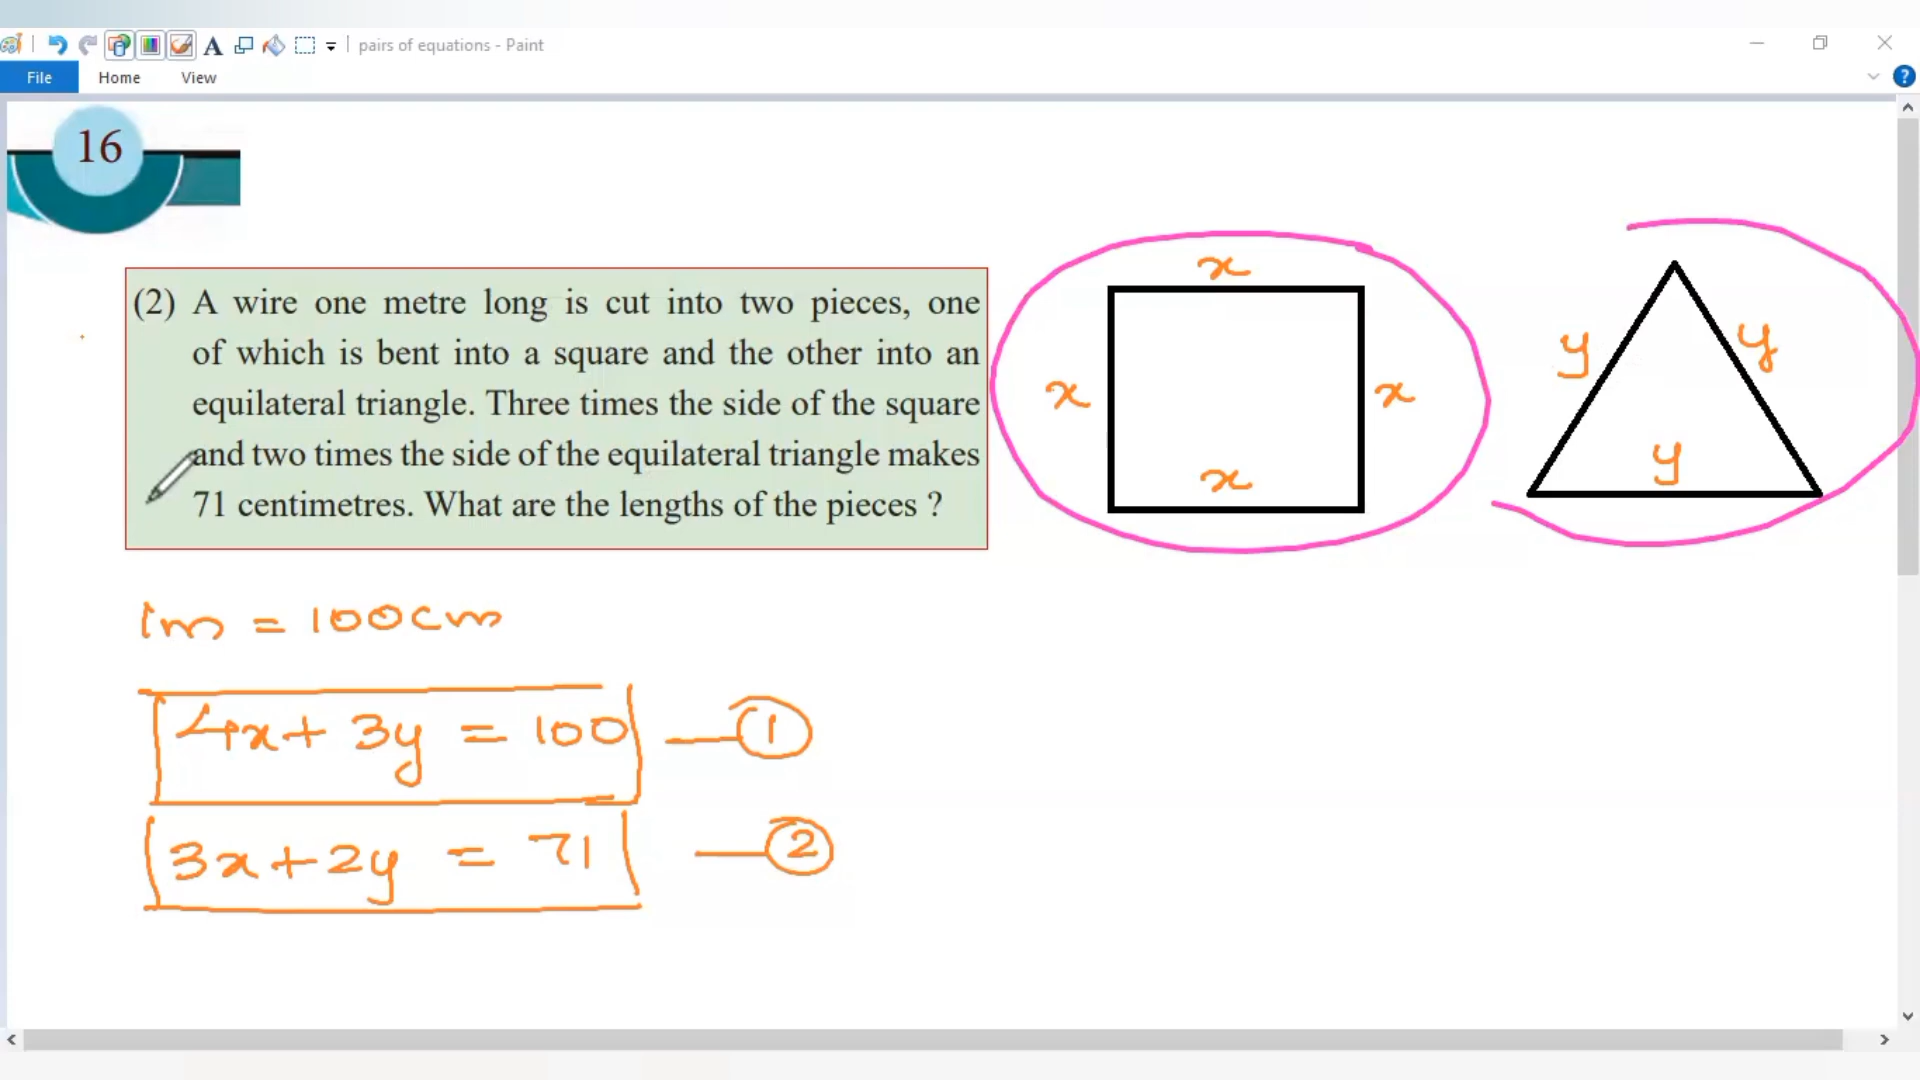 pairs of equations - Paint
File Home View
16
(2) A wire one metre long is cut into two pieces, one
of which is bent into a square and the other into an
equilateral triangle. Three times the side of the square
and two times the side of the equilateral triangle makes
71 centimetres. What are the lengths of the pieces ?
x
x
x
x
y
y
y
1m = 100cm
4x+ 3y = 100 —①
3x+2y = 71 —②